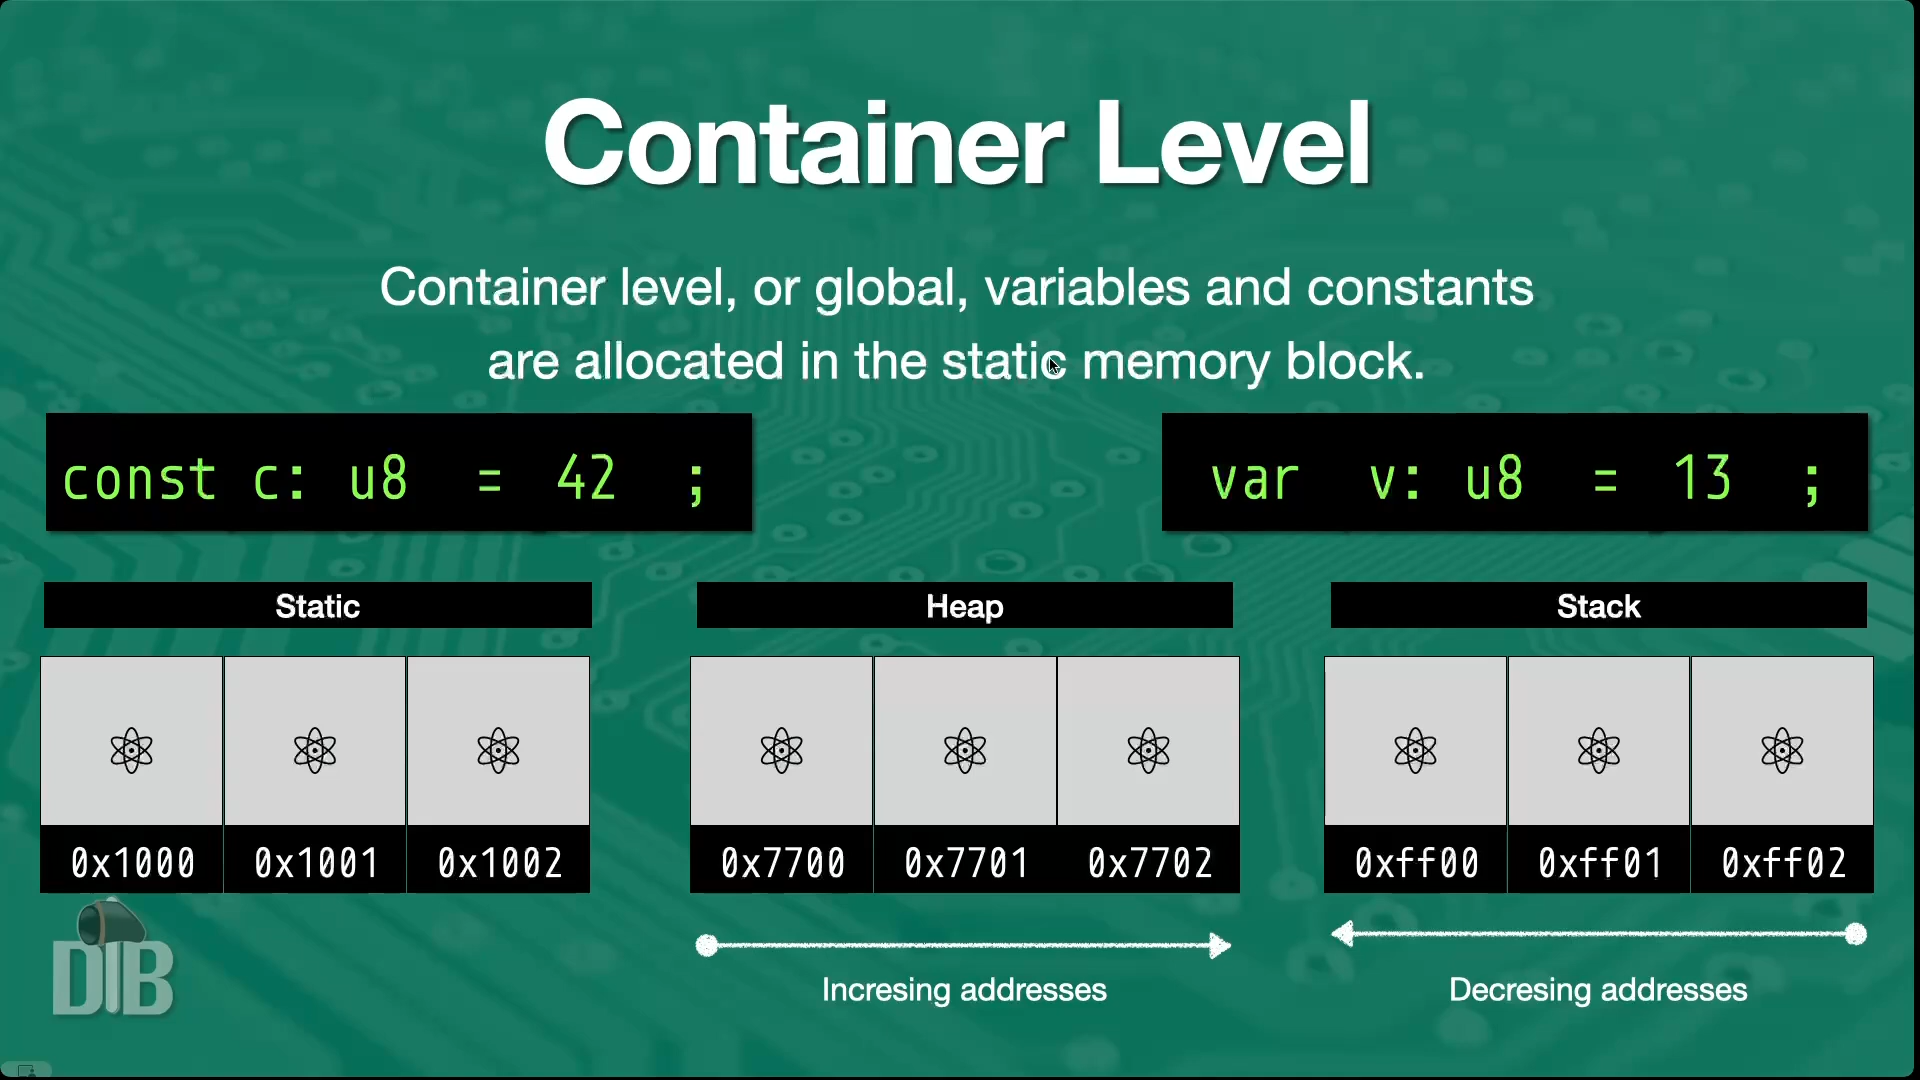 Container Level
Container level, or global, variables and constants
are allocated in the static memory block.
const c: u8 = 42 ;
var v: u8 = 13 ;
Static
Heap
Stack
0x1000 0x1001 0x1002
0x7700 0x7701 0x7702
0xff00 0xff01 0xff02
Incresing addresses
Decresing addresses
DIB